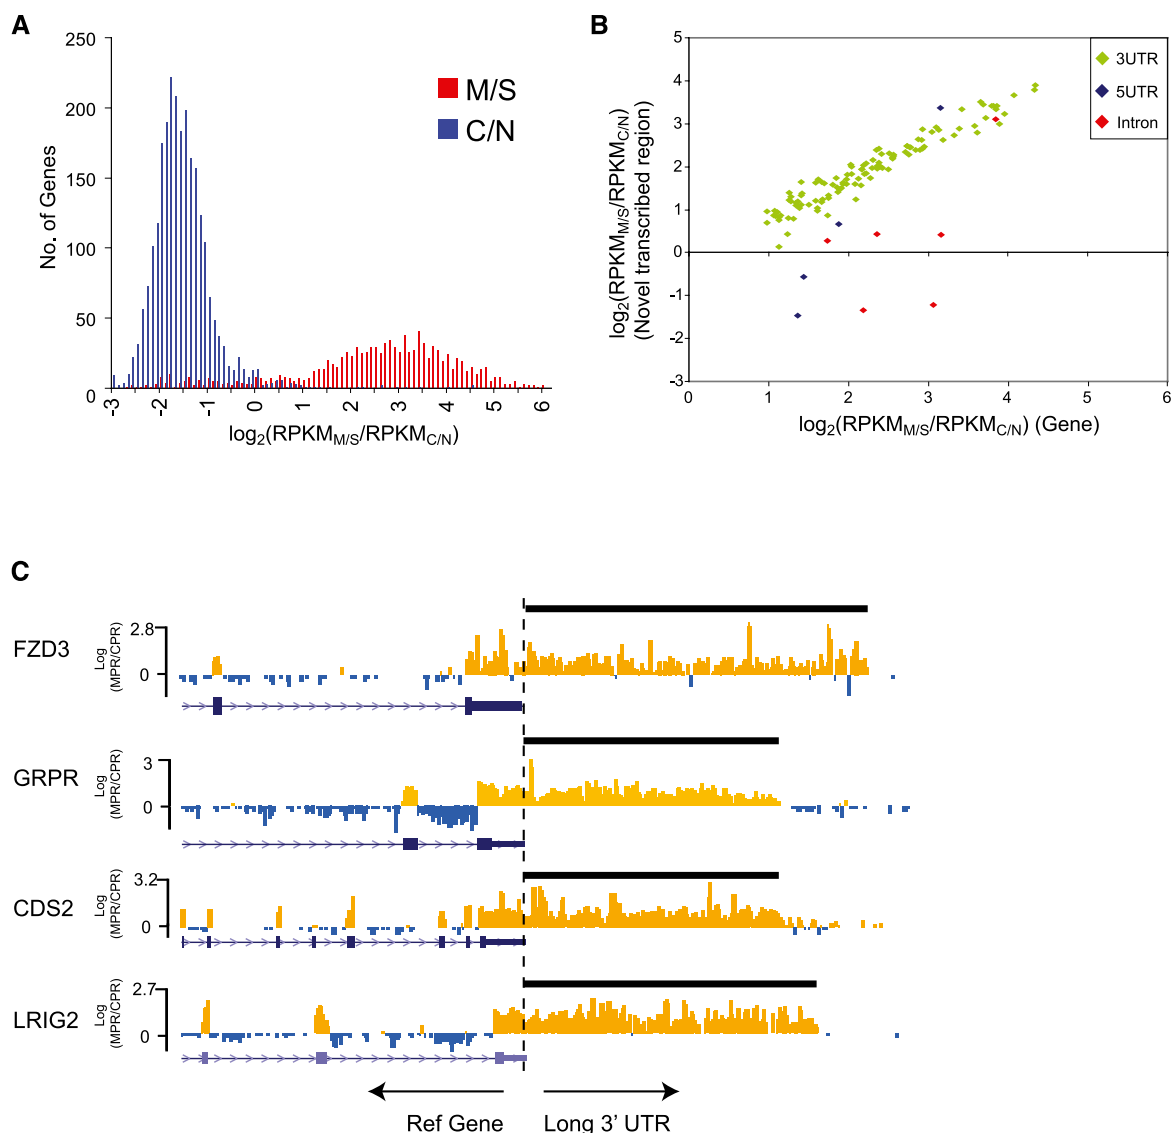 A
250
200
150
100
50
0
No. of Genes
M/S
C/N
-3
-2
-1
0
1
2
3
4
5
6
log2(RPKMM/S/RPKMC/N)
B
5
4
3
2
1
0
-1
-2
-3
log2(RPKMM/S/RPKMC/N)
(Novel transcribed region)
3UTR
5UTR
Intron
0
1
2
3
4
5
6
log2(RPKMM/S/RPKMC/N) (Gene)
C
FZD3
Log
(MPR/CPR)
2.8
0
GRPR
Log
(MPR/CPR)
3
0
CDS2
Log
(MPR/CPR)
3.2
0
LRIG2
Log
(MPR/CPR)
2.7
0
Ref Gene
Long 3' UTR